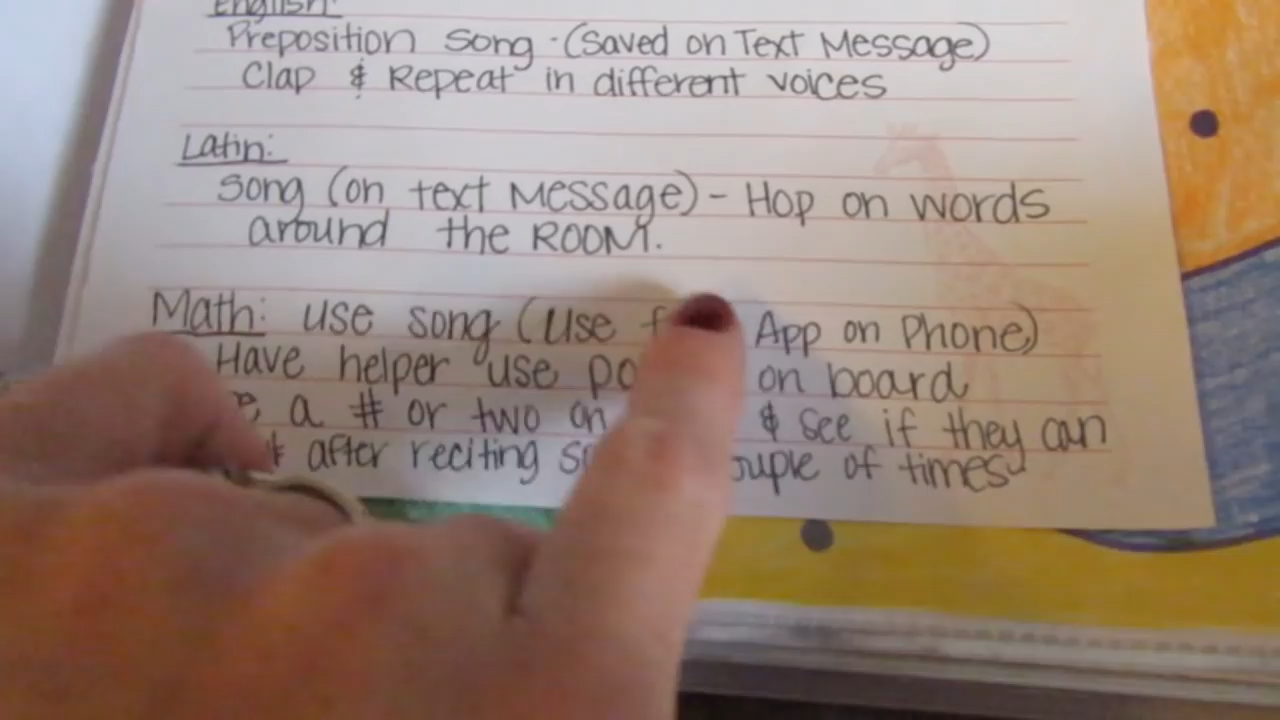 English:
Preposition Song - (Saved on Text Message)
Clap & Repeat in different voices
Latin:
Song (on text Message) - Hop on words
around the ROOM.
Math: use song (Use App on Phone)
Have helper use on board
a # or two on & see if they can
after reciting of times